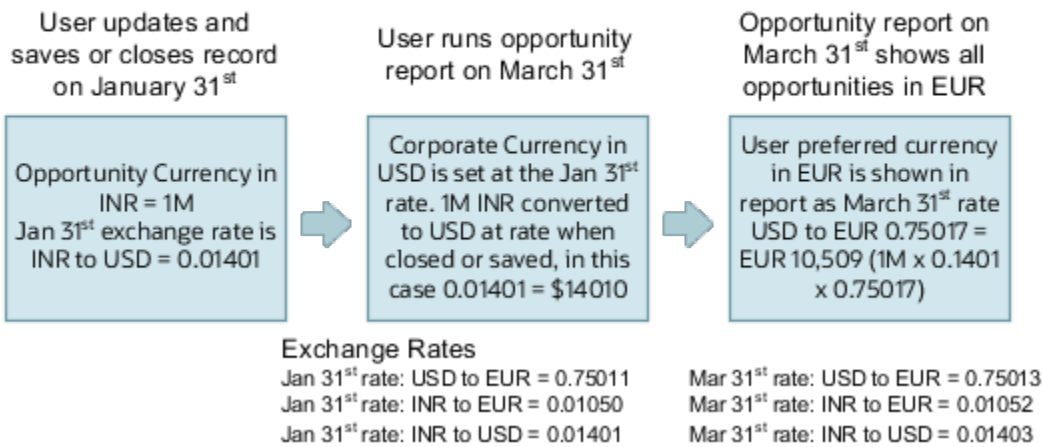 User updates and
saves or closes record
on January 31st
User runs opportunity
report on March 31st
Opportunity report on
March 31st shows all
opportunities in EUR
Opportunity Currency in
INR = 1M
Jan 31st exchange rate is
INR to USD = 0.01401
Corporate Currency in
USD is set at the Jan 31st
rate. 1M INR converted
to USD at rate when
closed or saved, in this
case 0.01401 = $14010
User preferred currency
in EUR is shown in
report as March 31st rate
USD to EUR 0.75017 =
EUR 10,509 (1M x 0.1401
x 0.75017)
Exchange Rates
Jan 31st rate: USD to EUR = 0.75011
Jan 31st rate: INR to EUR = 0.01050
Jan 31st rate: INR to USD = 0.01401
Mar 31st rate: USD to EUR = 0.75013
Mar 31st rate: INR to EUR = 0.01052
Mar 31st rate: INR to USD = 0.01403